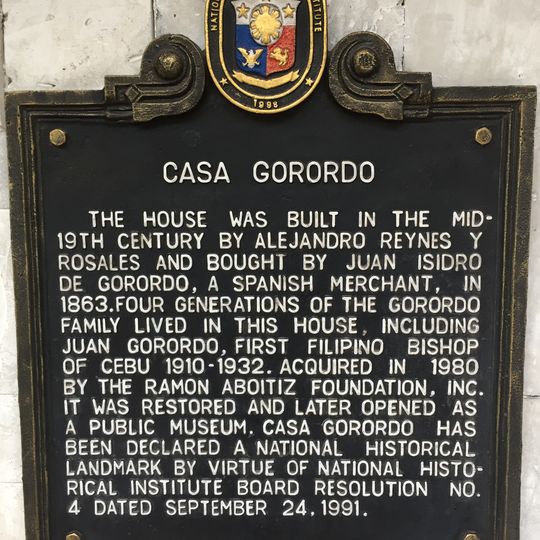 NATIONAL
INSTITUTE
1998
CASA GORORDO
THE HOUSE WAS BUILT IN THE MID-
19TH CENTURY BY ALEJANDRO REYNES Y
ROSALES AND BOUGHT BY JUAN ISIDRO
DE GORORDO, A SPANISH MERCHANT, IN
1863.FOUR GENERATIONS OF THE GORORDO
FAMILY LIVED IN THIS HOUSE, INCLUDING
JUAN GORORDO, FIRST FILIPINO BISHOP
OF CEBU 1910-1932. ACQUIRED IN 1980
BY THE RAMON ABOITIZ FOUNDATION, INC.
IT WAS RESTORED AND LATER OPENED AS
A PUBLIC MUSEUM. CASA GORORDO HAS
BEEN DECLARED A NATIONAL HISTORICAL
LANDMARK BY VIRTUE OF NATIONAL HISTO-
RICAL INSTITUTE BOARD RESOLUTION NO.
4 DATED SEPTEMBER 24, 1991.